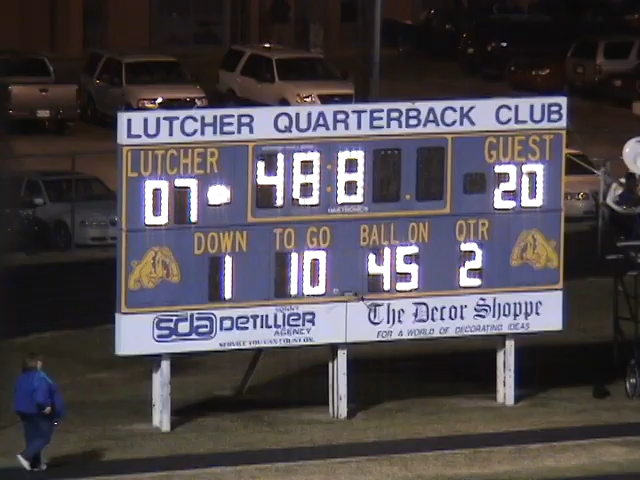 LUTCHER QUARTERBACK CLUB
LUTCHER GUEST
07 48:8 20
DOWN TO GO BALL ON QTR
1 10 45 2
sda DETILLIER AGENCY
The Decor Shoppe
FOR A WORLD OF DECORATING IDEAS